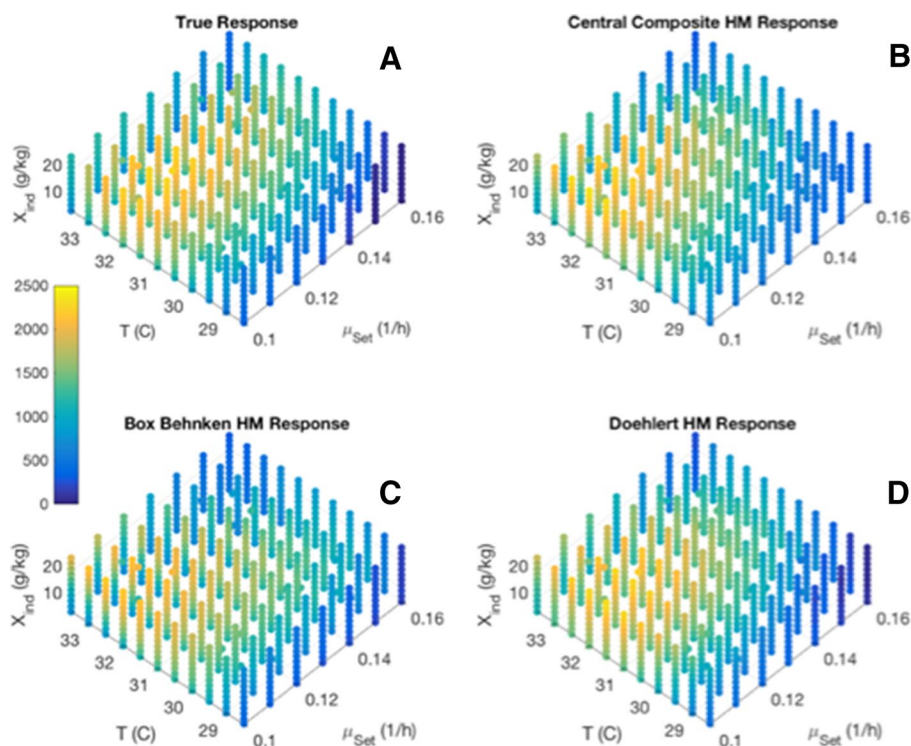 True Response
A
X_ind (g/kg)
20
10
33
32
31
30
29
T (C)
0.1
0.12
0.14
0.16
μ_Set (1/h)
Central Composite HM Response
B
X_ind (g/kg)
20
10
33
32
31
30
29
T (C)
0.1
0.12
0.14
0.16
μ_Set (1/h)
2500
2000
1500
1000
500
0
Box Behnken HM Response
C
X_ind (g/kg)
20
10
33
32
31
30
29
T (C)
0.1
0.12
0.14
0.16
μ_Set (1/h)
Doehlert HM Response
D
X_ind (g/kg)
20
10
33
32
31
30
29
T (C)
0.1
0.12
0.14
0.16
μ_Set (1/h)